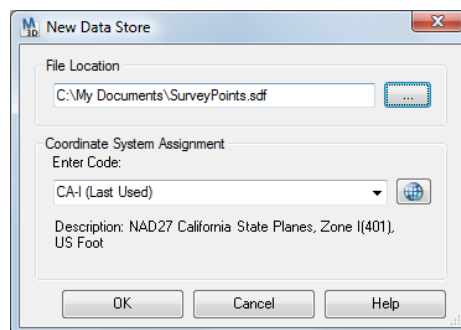 New Data Store
File Location
C:\My Documents\SurveyPoints.sdf
...
Coordinate System Assignment
Enter Code:
CA-I (Last Used)
Description: NAD27 California State Planes, Zone I(401),
US Foot
OK Cancel Help